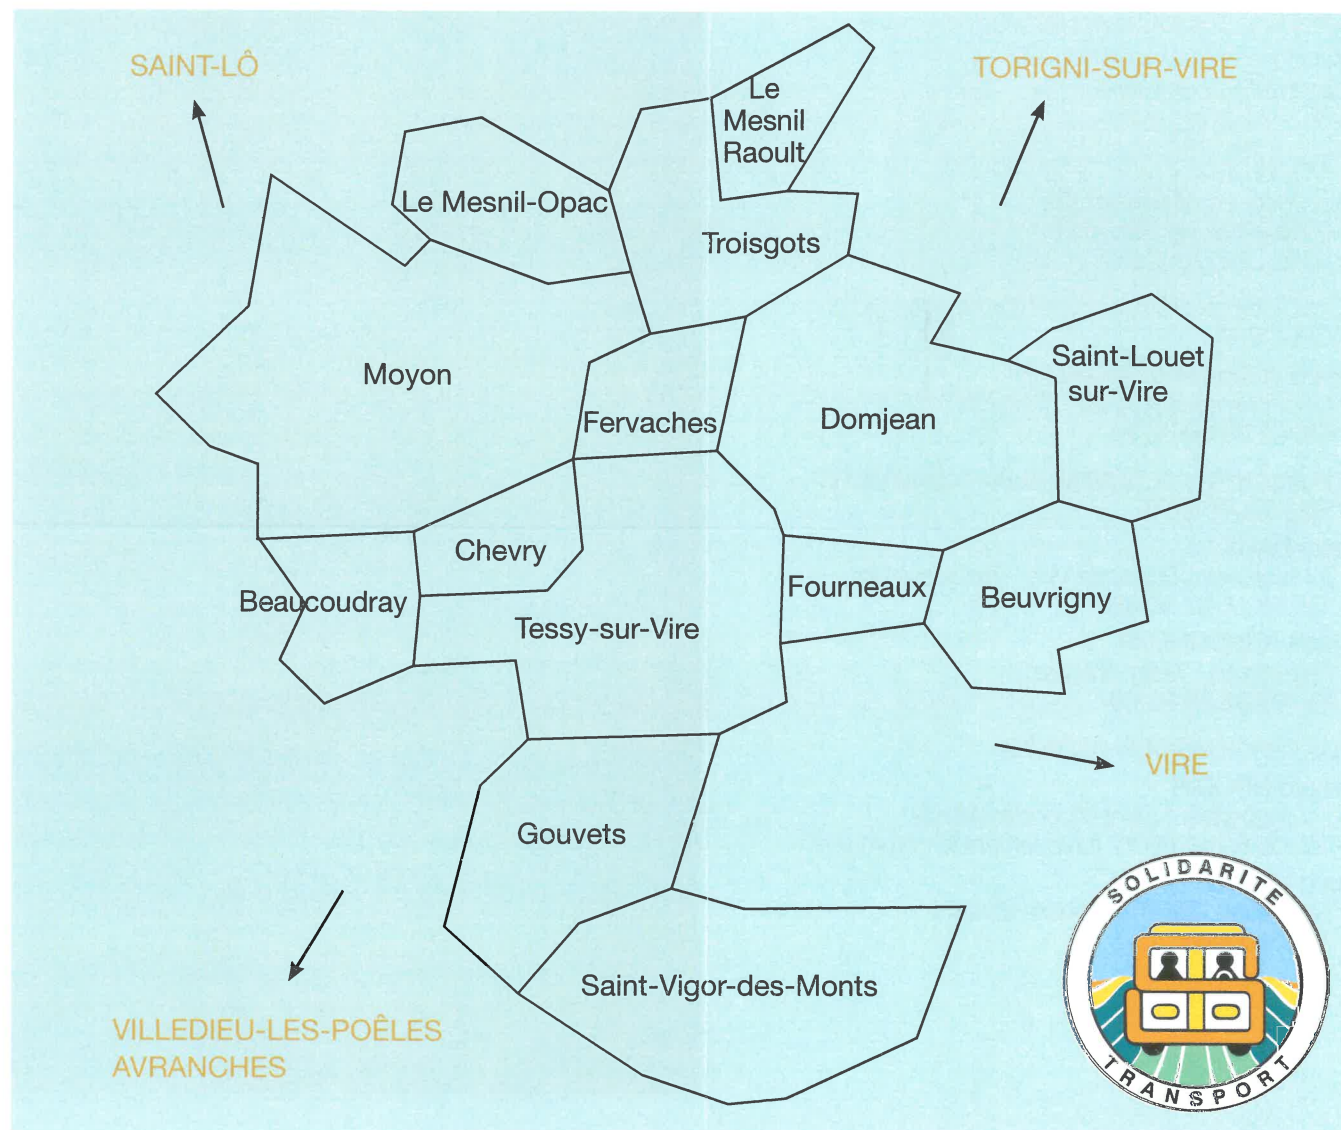 SAINT-LÔ
TORIGNI-SUR-VIRE
Le
Mesnil
Raoult
Le Mesnil-Opac
Troisgots
Moyon
Saint-Louet
sur-Vire
Fervaches
Domjean
Chevry
Beaucoudray
Fourneaux
Beuvrigny
Tessy-sur-Vire
VIRE
Gouvets
SOLIDARITE
TRANSPORT
Saint-Vigor-des-Monts
VILLEDIEU-LES-POÊLES
AVRANCHES